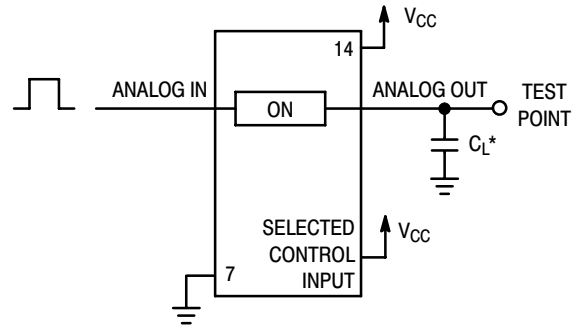 VCC
14
ANALOG IN
ANALOG OUT
TEST
POINT
ON
CL*
SELECTED
CONTROL
INPUT
VCC
7